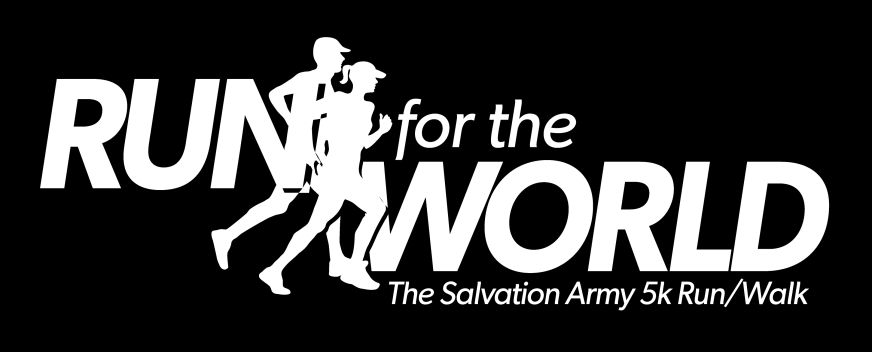 RUN
for the
WORLD
The Salvation Army 5k Run/Walk